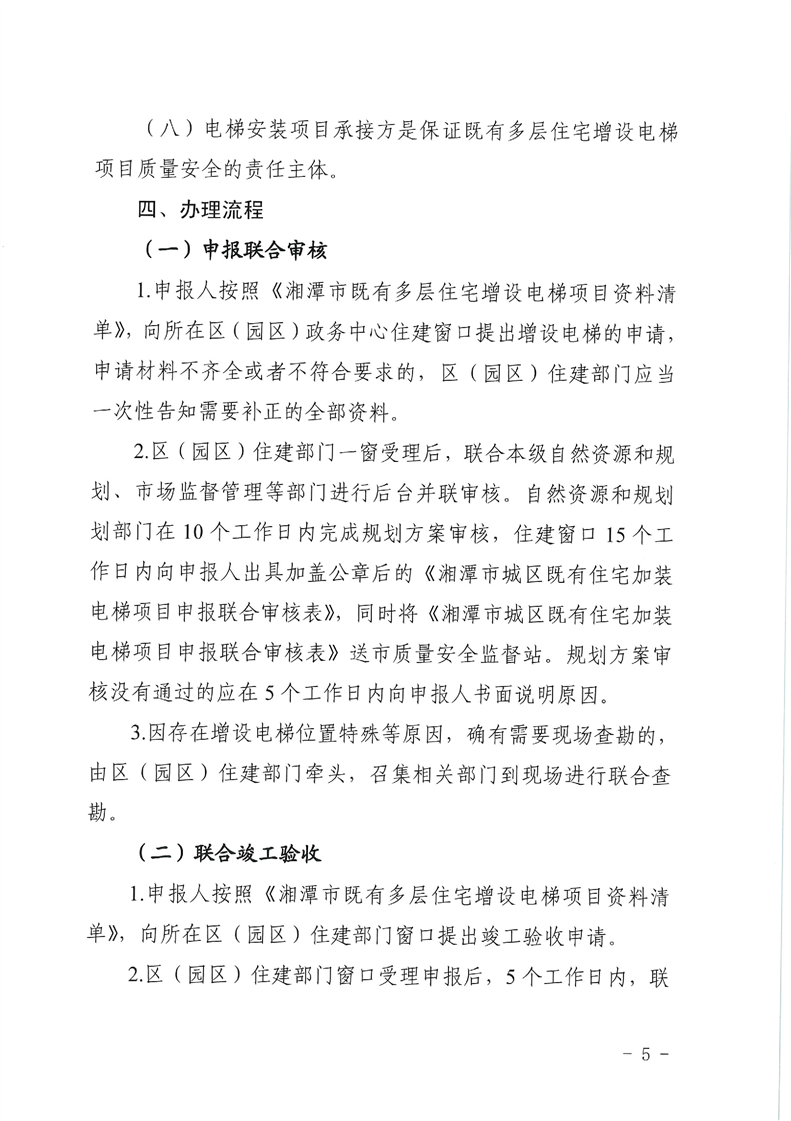 （八）电梯安装项目承接方是保证既有多层住宅增设电梯
项目质量安全的责任主体。
四、办理流程
（一）申报联合审核
1.申报人按照《湘潭市既有多层住宅增设电梯项目资料清
单》，向所在区（园区）政务中心住建窗口提出增设电梯的申请，
申请材料不齐全或者不符合要求的，区（园区）住建部门应当
一次性告知需要补正的全部资料。
2.区（园区）住建部门一窗受理后，联合本级自然资源和规
划、市场监督管理等部门进行后台并联审核。自然资源和规划
划部门在 10 个工作日内完成规划方案审核，住建窗口 15 个工
作日内向申报人出具加盖公章后的《湘潭市城区既有住宅加装
电梯项目申报联合审核表》，同时将《湘潭市城区既有住宅加装
电梯项目申报联合审核表》送市质量安全监督站。规划方案审
核没有通过的应在 5 个工作日内向申报人书面说明原因。
3.因存在增设电梯位置特殊等原因，确有需要现场查勘的，
由区（园区）住建部门牵头，召集相关部门到现场进行联合查
勘。
（二）联合竣工验收
1.申报人按照《湘潭市既有多层住宅增设电梯项目资料清
单》，向所在区（园区）住建部门窗口提出竣工验收申请。
2.区（园区）住建部门窗口受理申报后，5 个工作日内，联
- 5 -